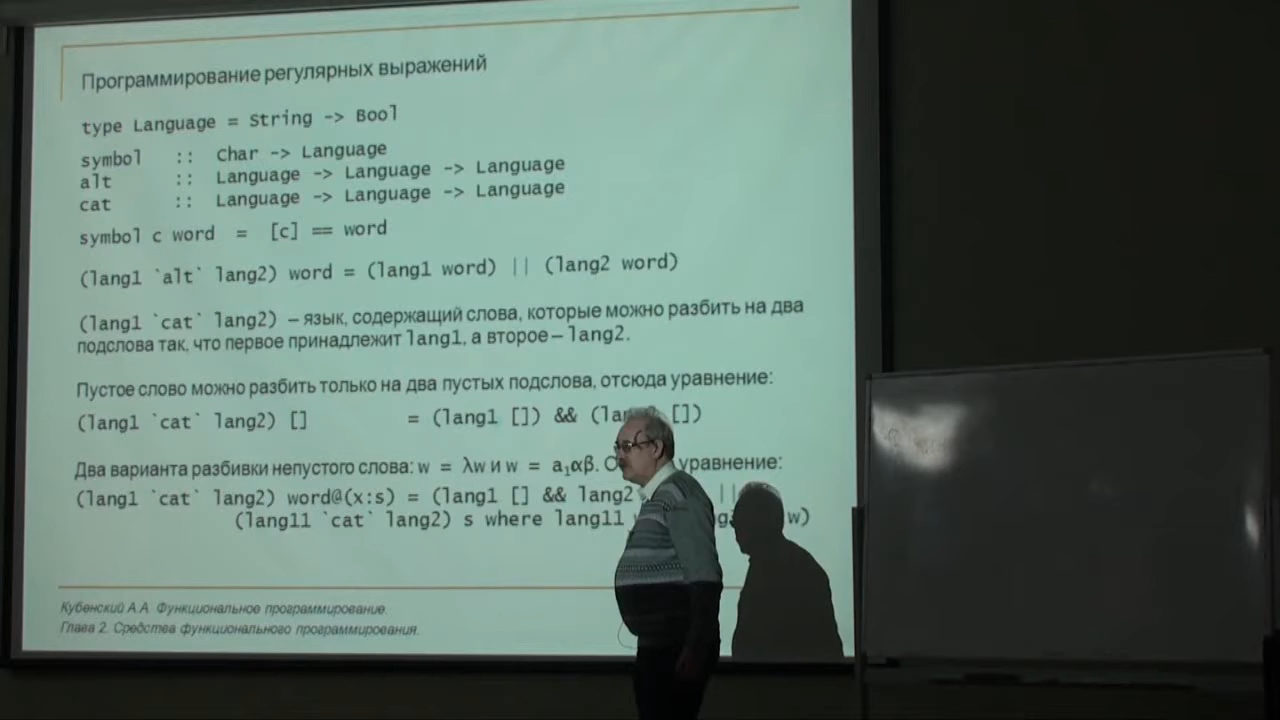 Программирование регулярных выражений
type Language = String -> Bool
symbol :: Char -> Language
alt :: Language -> Language -> Language
cat :: Language -> Language -> Language
symbol c word = [c] == word
(lang1 `alt` lang2) word = (lang1 word) || (lang2 word)
(lang1 `cat` lang2) – язык, содержащий слова, которые можно разбить на два
подслова так, что первое принадлежит lang1, а второе – lang2.
Пустое слово можно разбить только на два пустых подслова, отсюда уравнение:
(lang1 `cat` lang2) [] = (lang1 []) && ( [])
Два варианта разбивки непустого слова: w = λw и w = a₁αβ. уравнение:
(lang1 `cat` lang2) word@(x:s) = (lang1 [] && lang2 ||
(lang11 `cat` lang2) s where lang11 w)
Кубенский А.А. Функциональное программирование.
Глава 2. Средства функционального программирования.